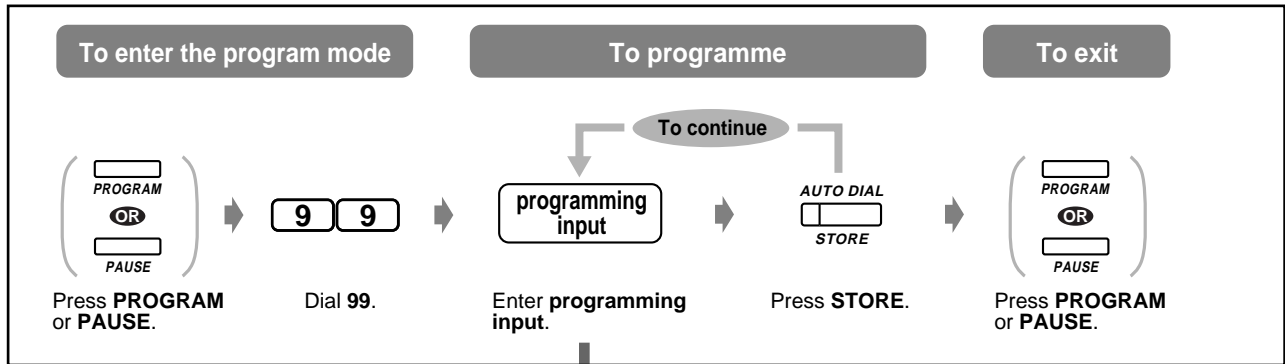 To enter the program mode
To programme
To exit
To continue
PROGRAM
OR
PAUSE
9 9
programming
input
AUTO DIAL
STORE
PROGRAM
OR
PAUSE
Press PROGRAM
or PAUSE.
Dial 99.
Enter programming
input.
Press STORE.
Press PROGRAM
or PAUSE.